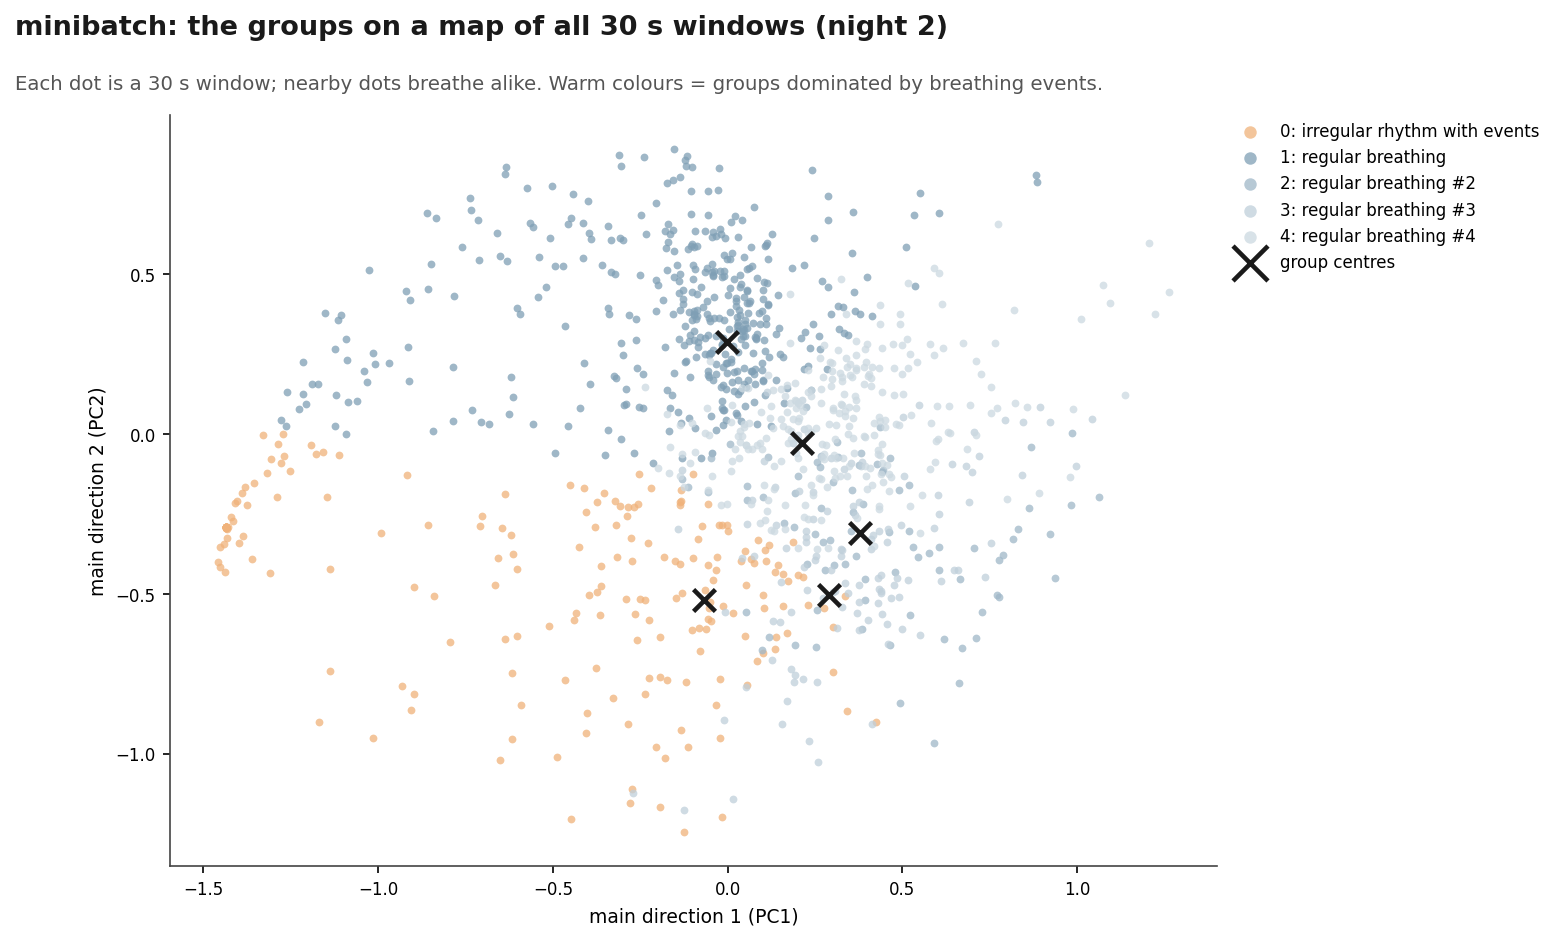 minibatch: the groups on a map of all 30 s windows (night 2)
Each dot is a 30 s window; nearby dots breathe alike. Warm colours = groups dominated by breathing events.
0: irregular rhythm with events
1: regular breathing
2: regular breathing #2
3: regular breathing #3
4: regular breathing #4
group centres
main direction 2 (PC2)
0.5
0.0
−0.5
−1.0
−1.5
−1.0
−0.5
0.0
0.5
1.0
main direction 1 (PC1)